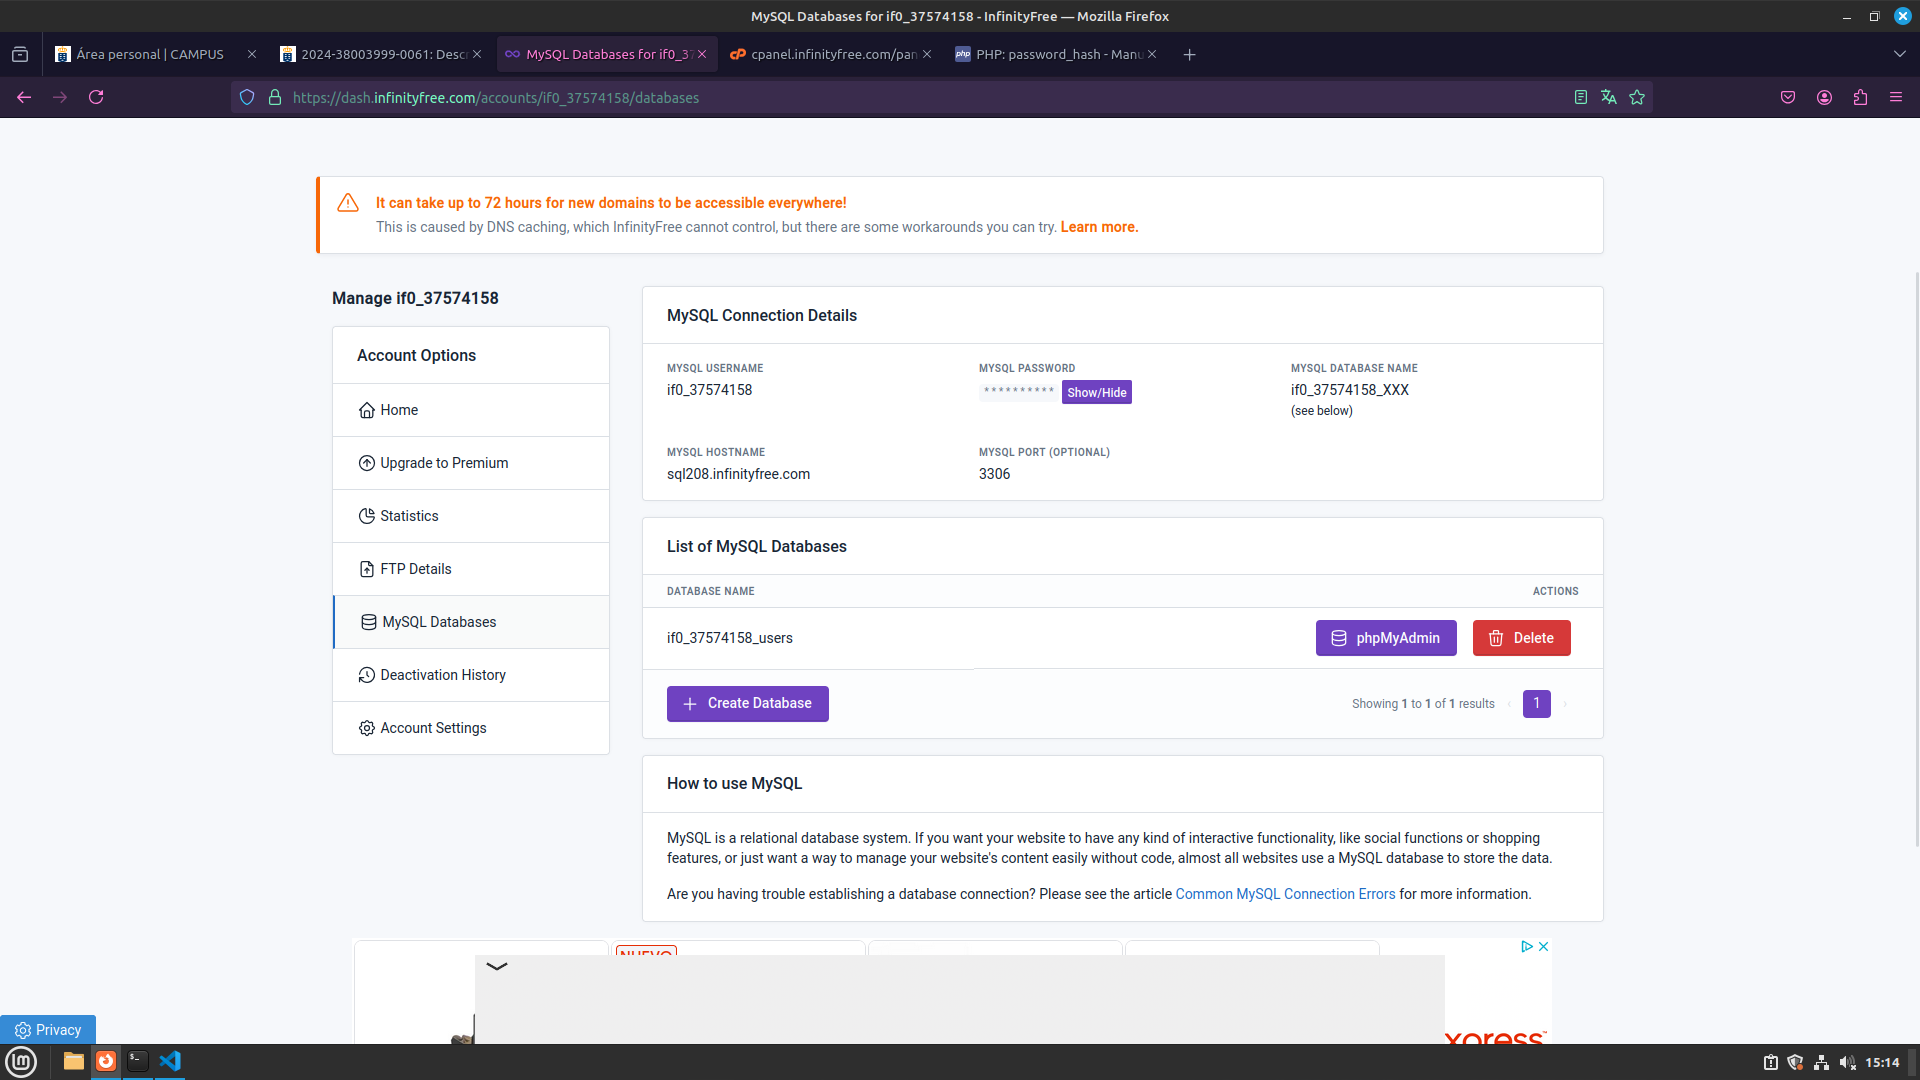 MySQL Databases for if0_37574158 - InfinityFree — Mozilla Firefox
Área personal | CAMPUS
2024-38003999-0061: Descr
MySQL Databases for if0_37
cpanel.infinityfree.com/pan
php
PHP: password_hash - Manu
https://dash.infinityfree.com/accounts/if0_37574158/databases
It can take up to 72 hours for new domains to be accessible everywhere!
This is caused by DNS caching, which InfinityFree cannot control, but there are some workarounds you can try. Learn more.
Manage if0_37574158
Account Options
Home
Upgrade to Premium
Statistics
FTP Details
MySQL Databases
Deactivation History
Account Settings
MySQL Connection Details
MYSQL USERNAME
if0_37574158
MYSQL PASSWORD
********** Show/Hide
MYSQL DATABASE NAME
if0_37574158_XXX
(see below)
MYSQL HOSTNAME
sql208.infinityfree.com
MYSQL PORT (OPTIONAL)
3306
List of MySQL Databases
DATABASE NAME
ACTIONS
if0_37574158_users
phpMyAdmin
Delete
Create Database
Showing 1 to 1 of 1 results
1
How to use MySQL
MySQL is a relational database system. If you want your website to have any kind of interactive functionality, like social functions or shopping
features, or just want a way to manage your website's content easily without code, almost all websites use a MySQL database to store the data.
Are you having trouble establishing a database connection? Please see the article Common MySQL Connection Errors for more information.
NUEVO
xpress
Privacy
15:14